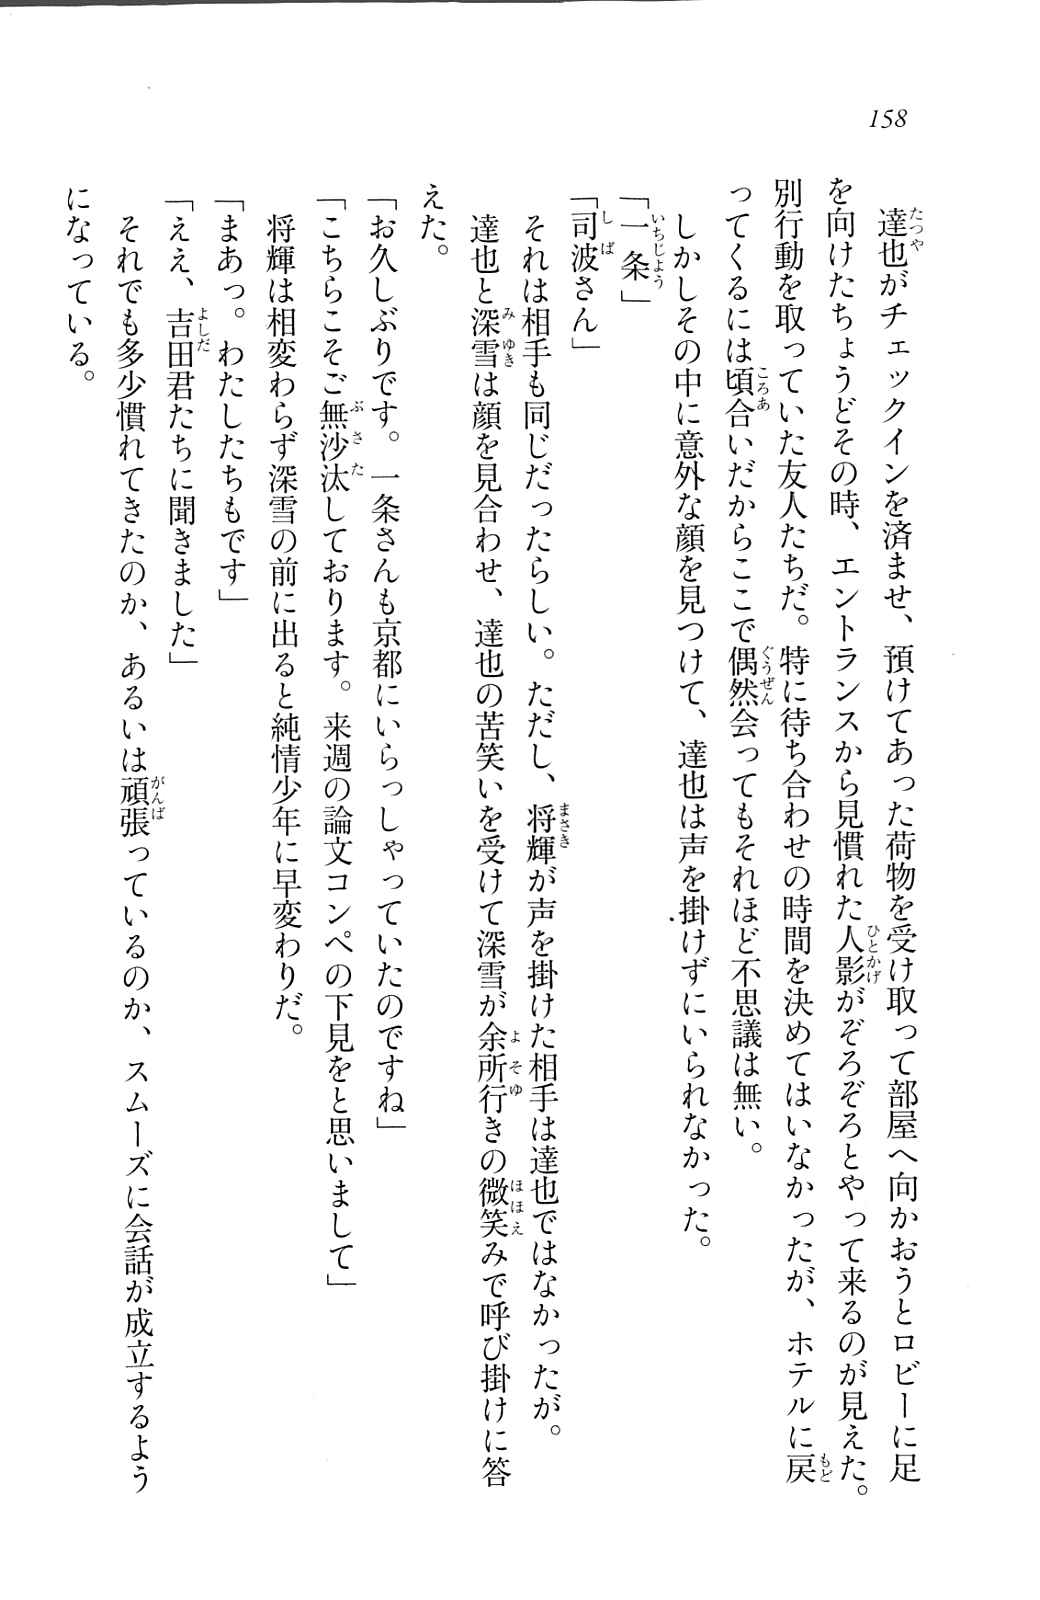 158
達也がチェックインを済ませ、預けてあった荷物を受け取って部屋へ向かおうとロビーに足
を向けたちょうどその時、エントランスから見慣れた人影がぞろぞろとやって来るのが見えた。
別行動を取っていた友人たちだ。特に待ち合わせの時間を決めてはいなかったが、ホテルに戻
ってくるには頃合いだからここで偶然会ってもそれほど不思議は無い。
しかしその中に意外な顔を見つけて、達也は声を掛けずにいられなかった。
「一条」
「司波さん」
それは相手も同じだったらしい。ただし、将輝が声を掛けた相手は達也ではなかったが。
達也と深雪は顔を見合わせ、達也の苦笑いを受けて深雪が余所行きの微笑みで呼び掛けに答
えた。
「お久しぶりです。一条さんも京都にいらっしゃっていたのですね」
「こちらこそご無沙汰しております。来週の論文コンペの下見をと思いまして」
将輝は相変わらず深雪の前に出ると純情少年に早変わりだ。
「まあっ。わたしたちもです」
「ええ、吉田君たちに聞きました」
それでも多少慣れてきたのか、あるいは頑張っているのか、スムーズに会話が成立するよう
になっている。